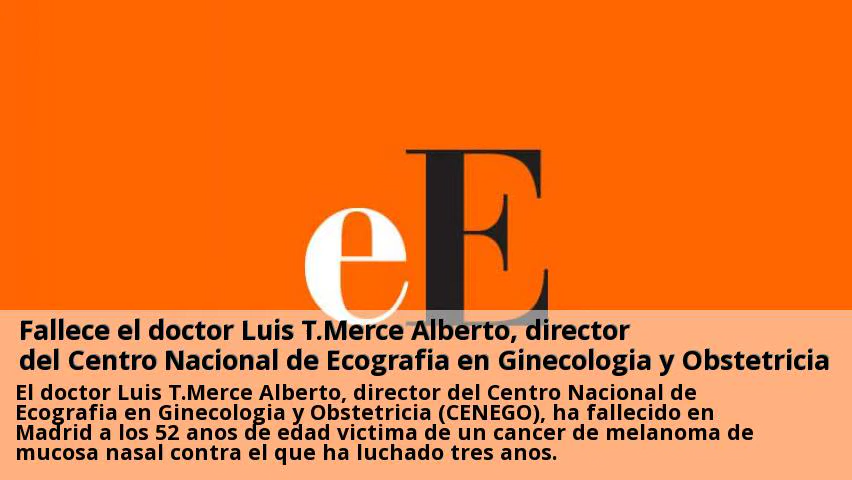 eE
Fallece el doctor Luis T.Merce Alberto, director
del Centro Nacional de Ecografia en Ginecologia y Obstetricia
El doctor Luis T.Merce Alberto, director del Centro Nacional de
Ecografia en Ginecologia y Obstetricia (CENEGO), ha fallecido en
Madrid a los 52 anos de edad victima de un cancer de melanoma de
mucosa nasal contra el que ha luchado tres anos.